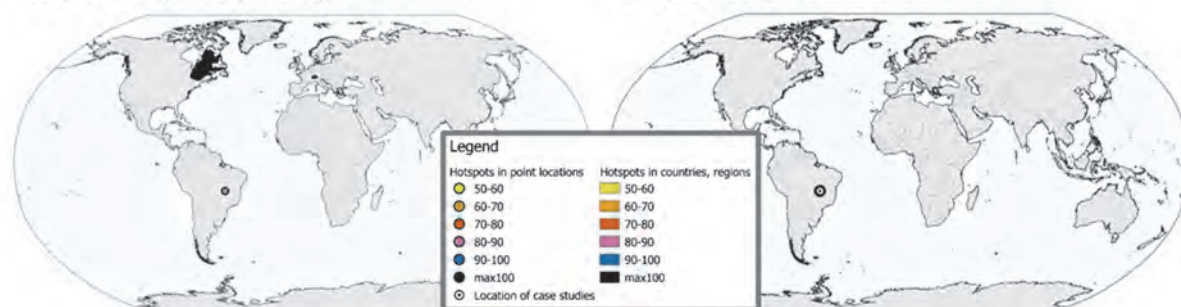 Legend
Hotspots in point locations
50-60
60-70
70-80
80-90
90-100
max100
Location of case studies
Hotspots in countries, regions
50-60
60-70
70-80
80-90
90-100
max100